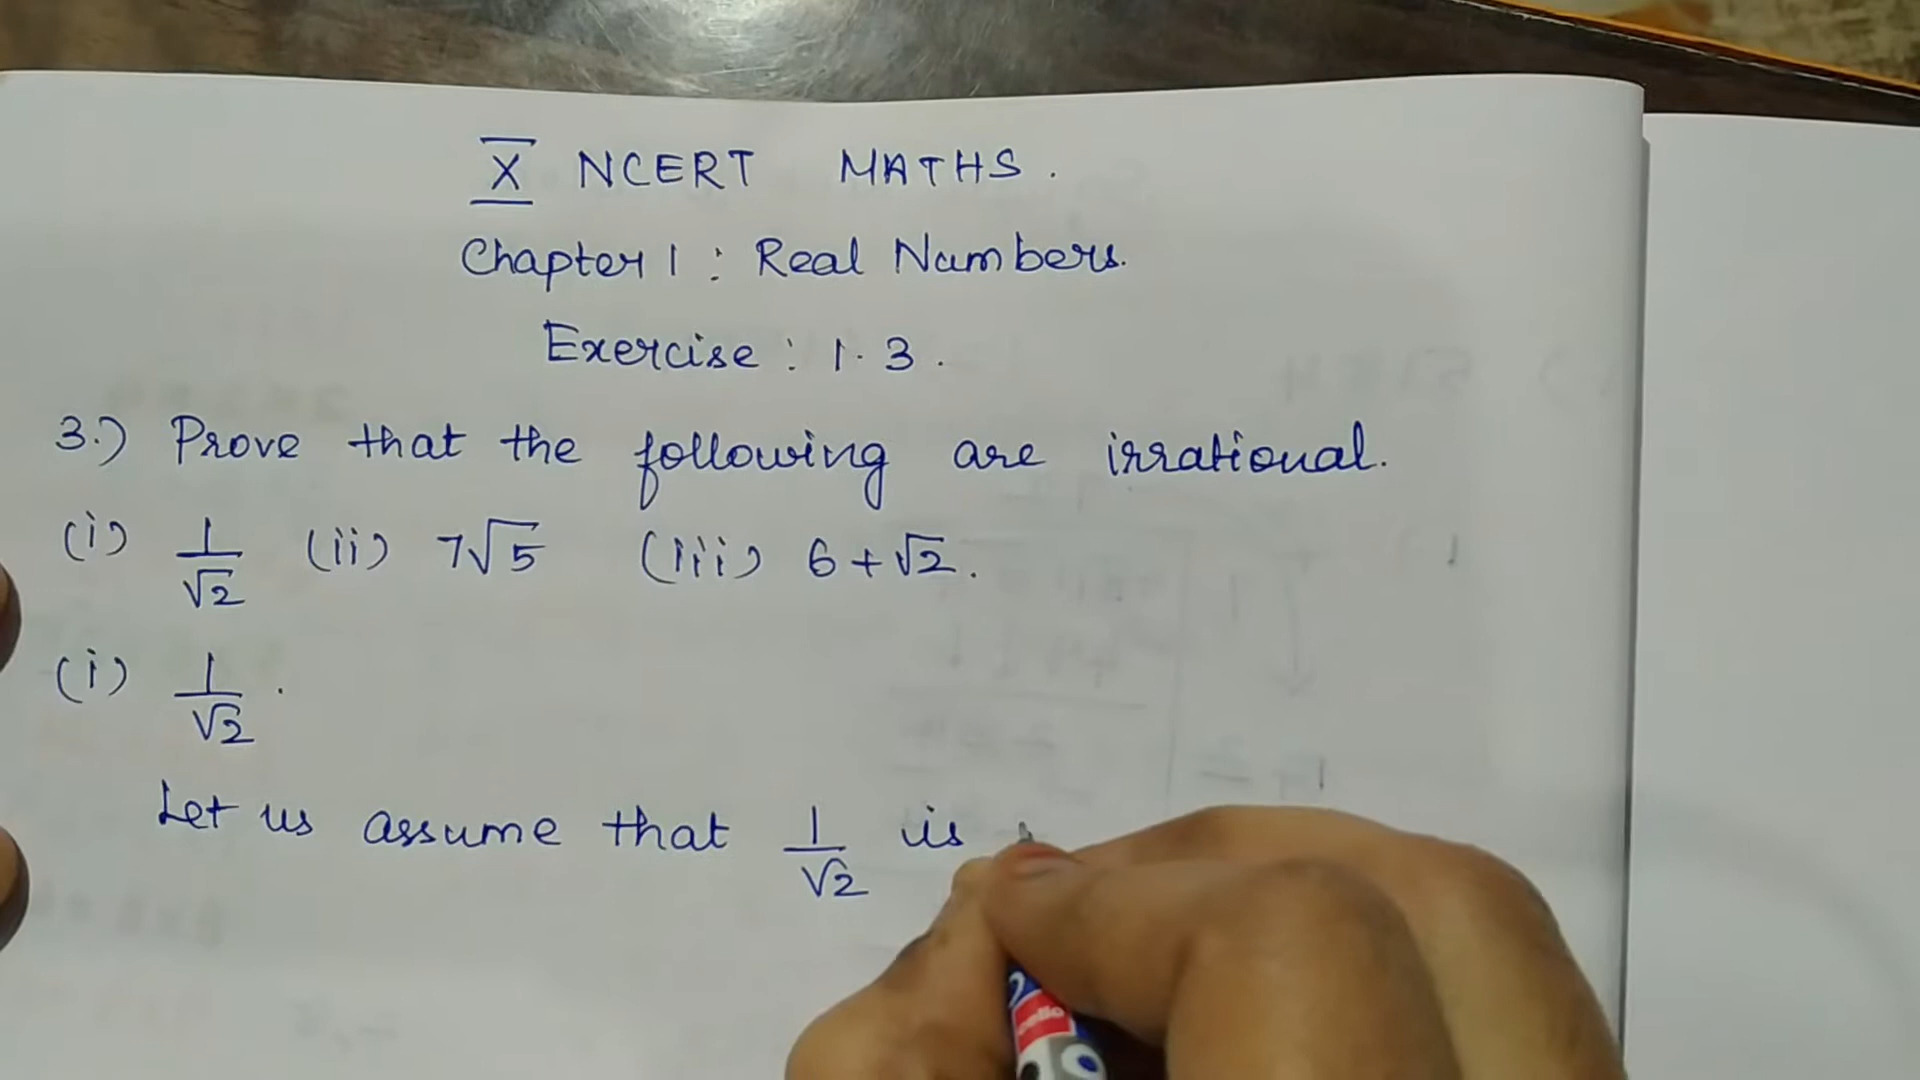 X NCERT MATHS.
Chapter 1 : Real Numbers.
Exercise : 1.3.
3.) Prove that the following are irrational.
(i) 1/√2 (ii) 7√5 (iii) 6+√2.
(i) 1/√2.
Let us assume that 1/√2 is
cello